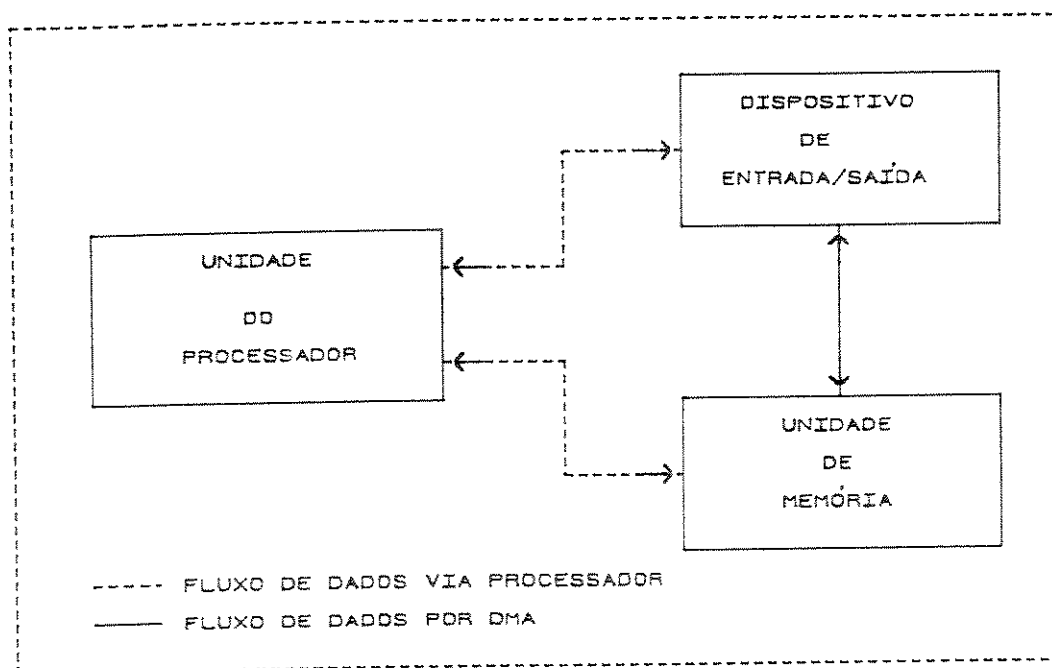 DISPOSITIVO
DE
ENTRADA/SAÍDA
UNIDADE
DO
PROCESSADOR
UNIDADE
DE
MEMÓRIA
FLUXO DE DADOS VIA PROCESSADOR
FLUXO DE DADOS POR DMA